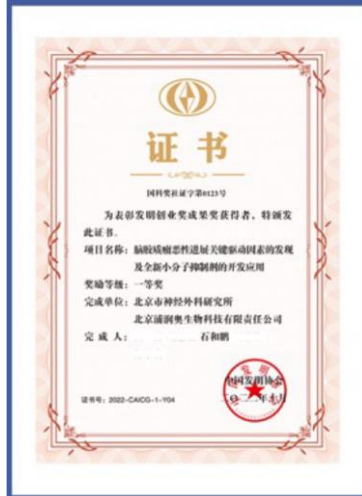 证书
国科奖社证字第0123号
为表彰发明创业奖成果奖获得者，特颁发
此证书。
项目名称：脑胶质瘤恶性进展关键驱动因素的发现
及全新小分子抑制剂的开发应用
奖励等级：一等奖
完成单位：北京市神经外科研究所
北京浦润奥生物科技有限责任公司
完成人：石和鹏
中国发明协会
证书号：2022-CAICG-1-Y04